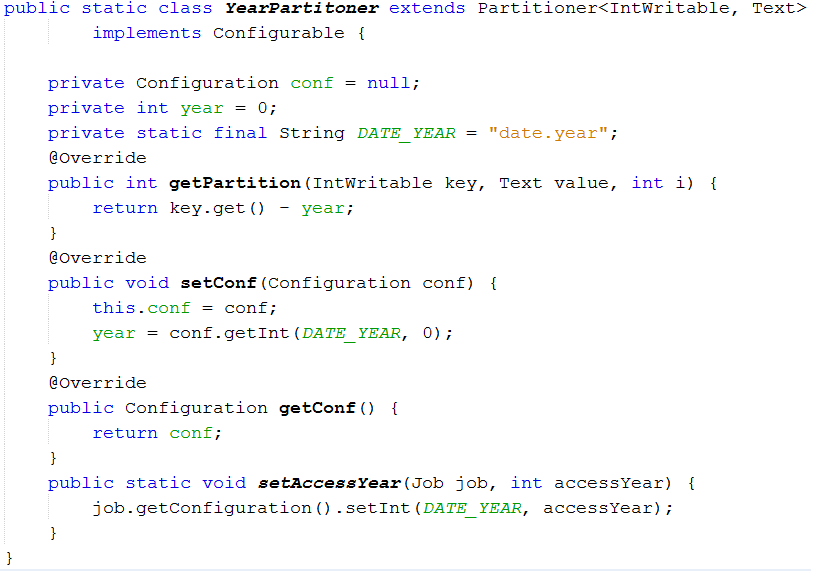 public static class YearPartitoner extends Partitioner<IntWritable, Text>
        implements Configurable {

    private Configuration conf = null;
    private int year = 0;
    private static final String DATE_YEAR = "date.year";
    @Override
    public int getPartition(IntWritable key, Text value, int i) {
        return key.get() - year;
    }
    @Override
    public void setConf(Configuration conf) {
        this.conf = conf;
        year = conf.getInt(DATE_YEAR, 0);
    }
    @Override
    public Configuration getConf() {
        return conf;
    }
    public static void setAccessYear(Job job, int accessYear) {
        job.getConfiguration().setInt(DATE_YEAR, accessYear);
    }
}